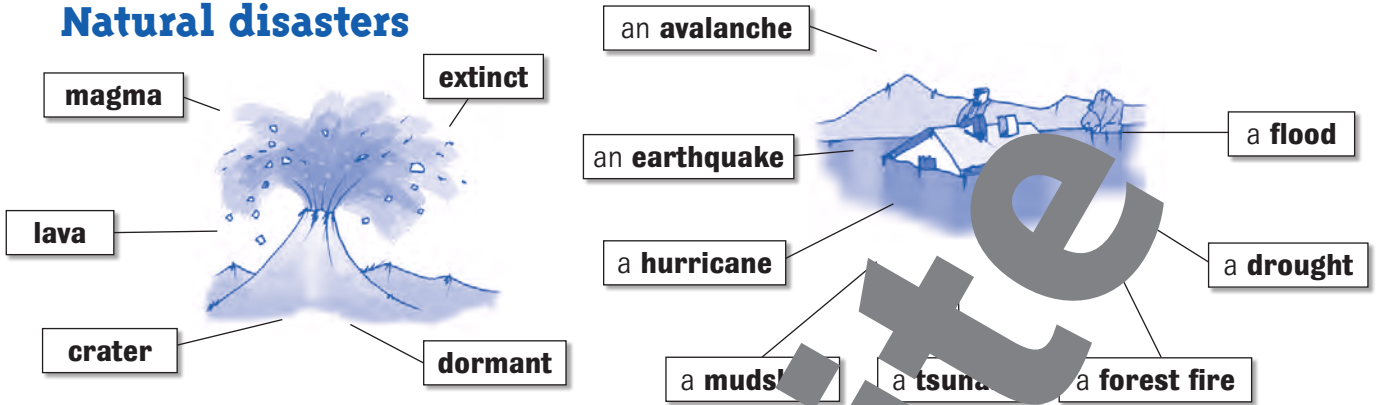 Natural disasters
magma
extinct
lava
crater
dormant
an avalanche
an earthquake
a flood
a hurricane
a drought
a
a
a forest fire